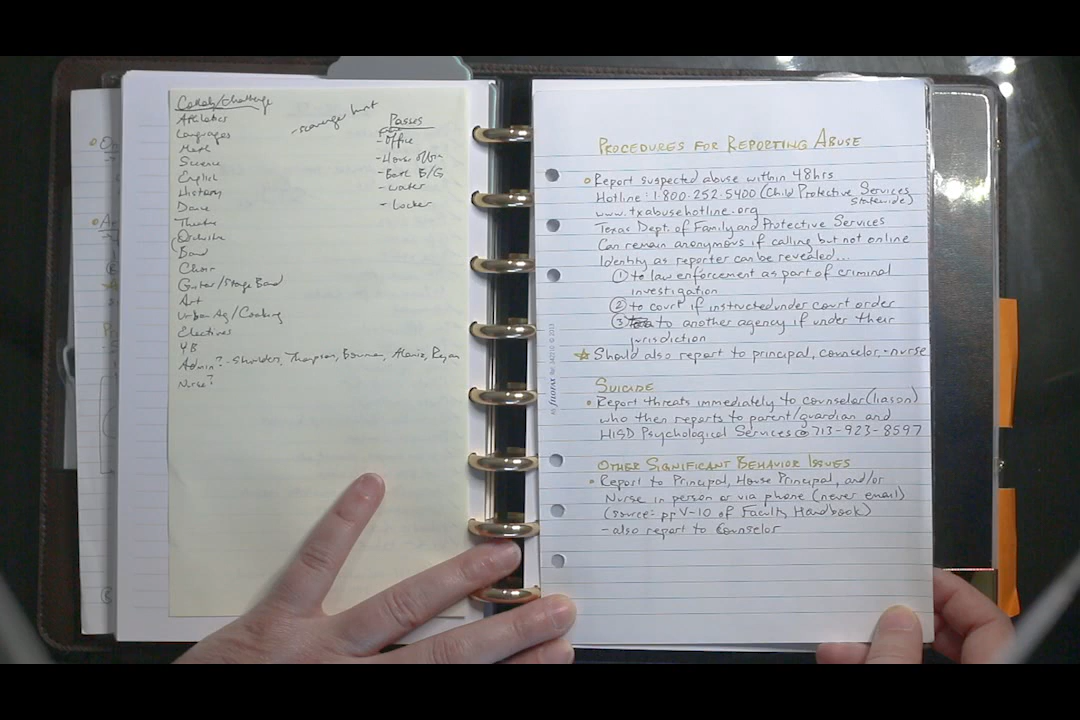 Athletics
Languages
Math
Science
English
History
Dance
Theatre
Orchestra
Band
Choir
Guitar/Stage Band
Art
Urban Ag/Cooking
Electives
YB
Admin? - Thompson,
Nurse?
- scavenger hunt
Passes
- Office
- House Office
- Bath B/G
- water
- Locker
PROCEDURES FOR REPORTING ABUSE
Report suspected abuse within 48hrs
Hotline: 1.800.252.5400 (Child Protective Services
statewide)
www.txabusehotline.org
Texas Dept. of Family and Protective Services
Can remain anonymous if calling but not online
Identity as reporter can be revealed...
① to law enforcement as part of criminal
investigation
② to court if instructed under court order
③ to another agency if under their
jurisdiction
☆ Should also report to principal, counselor, nurse
SUICIDE
Report threats immediately to counselor (liason)
who then reports to parent/guardian and
HISD Psychological Services @ 713-923-8597
OTHER SIGNIFICANT BEHAVIOR ISSUES
Report to Principal, House Principal, and/or
Nurse in person or via phone (never email)
(source: pp V-10 of Faculty Handbook)
- also report to Counselor
filofax